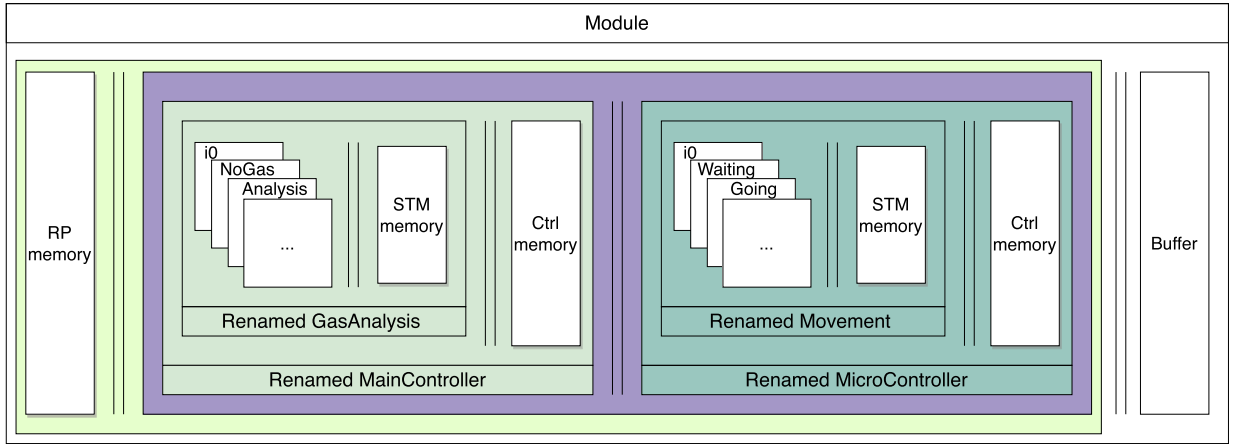 Module
RP
memory
i0
NoGas
Analysis
...
STM
memory
Ctrl
memory
Renamed GasAnalysis
Renamed MainController
i0
Waiting
Going
...
STM
memory
Ctrl
memory
Renamed Movement
Renamed MicroController
Buffer